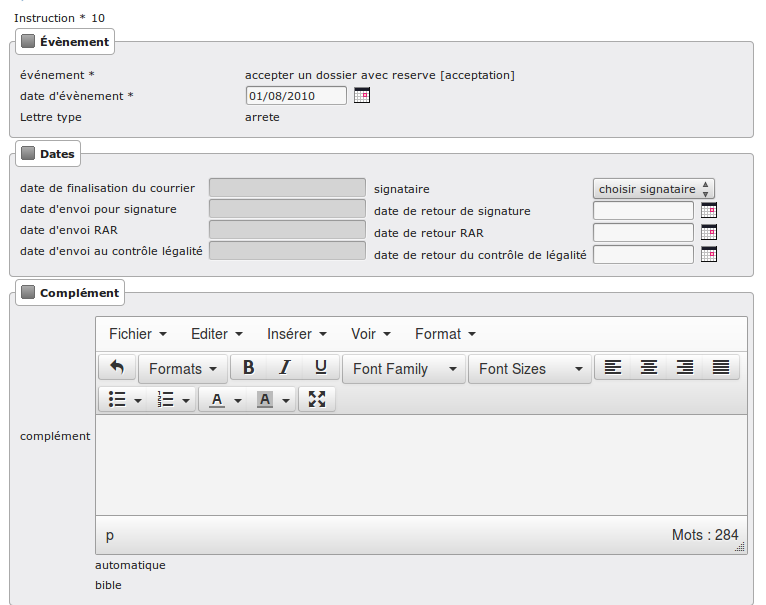 Instruction * 10
Évènement
événement * accepter un dossier avec reserve [acceptation]
date d'évènement * 01/08/2010
Lettre type arrete
Dates
date de finalisation du courrier signataire choisir signataire
date d'envoi pour signature date de retour de signature
date d'envoi RAR date de retour RAR
date d'envoi au contrôle légalité date de retour du contrôle de légalité
Complément
Fichier Editer Insérer Voir Format
Formats B I U Font Family Font Sizes
A A
complément
p Mots : 284
automatique
bible